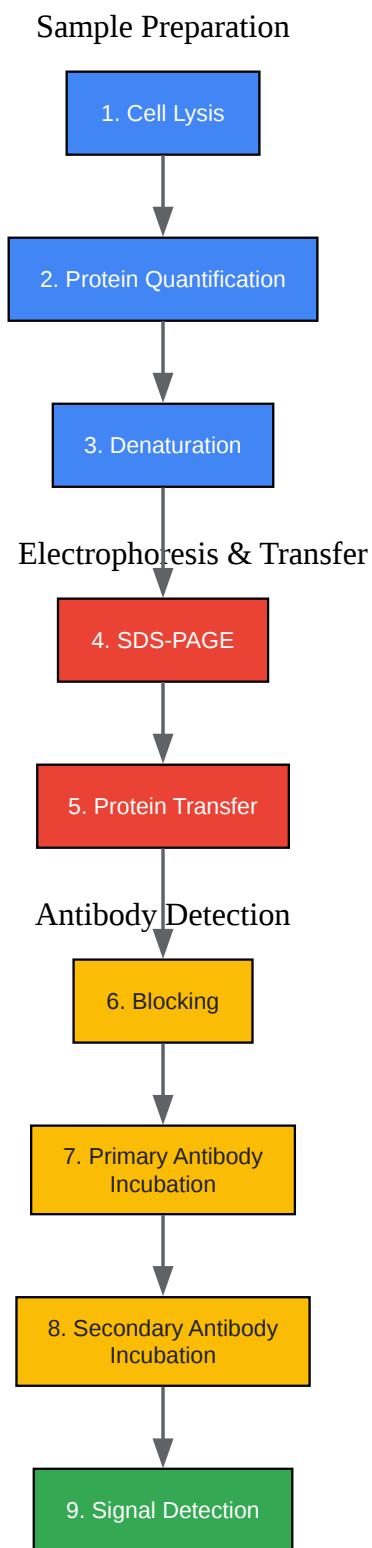 Sample Preparation
1. Cell Lysis
2. Protein Quantification
3. Denaturation
Electrophoresis & Transfer
4. SDS-PAGE
5. Protein Transfer
Antibody Detection
6. Blocking
7. Primary Antibody
Incubation
8. Secondary Antibody
Incubation
9. Signal Detection